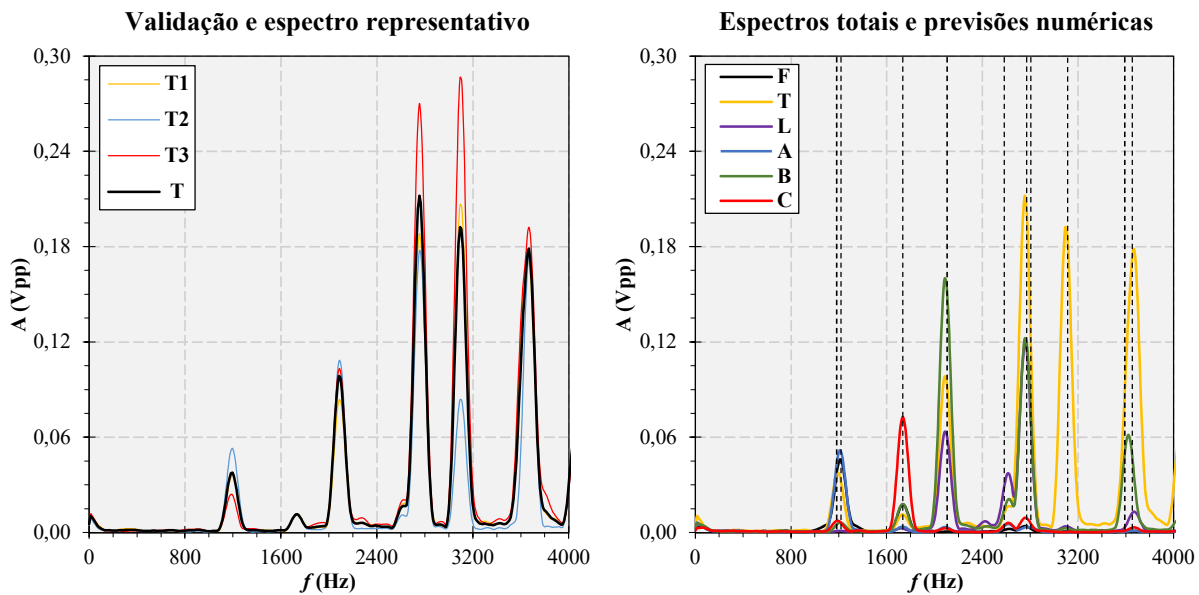 Validação e espectro representativo
0,30
0,24
0,18
0,12
0,06
0,00
A (Vpp)
T1
T2
T3
T
0 800 1600 2400 3200 4000
f (Hz)
Espectros totais e previsões numéricas
0,30
0,24
0,18
0,12
0,06
0,00
A (Vpp)
F
T
L
A
B
C
0 800 1600 2400 3200 4000
f (Hz)